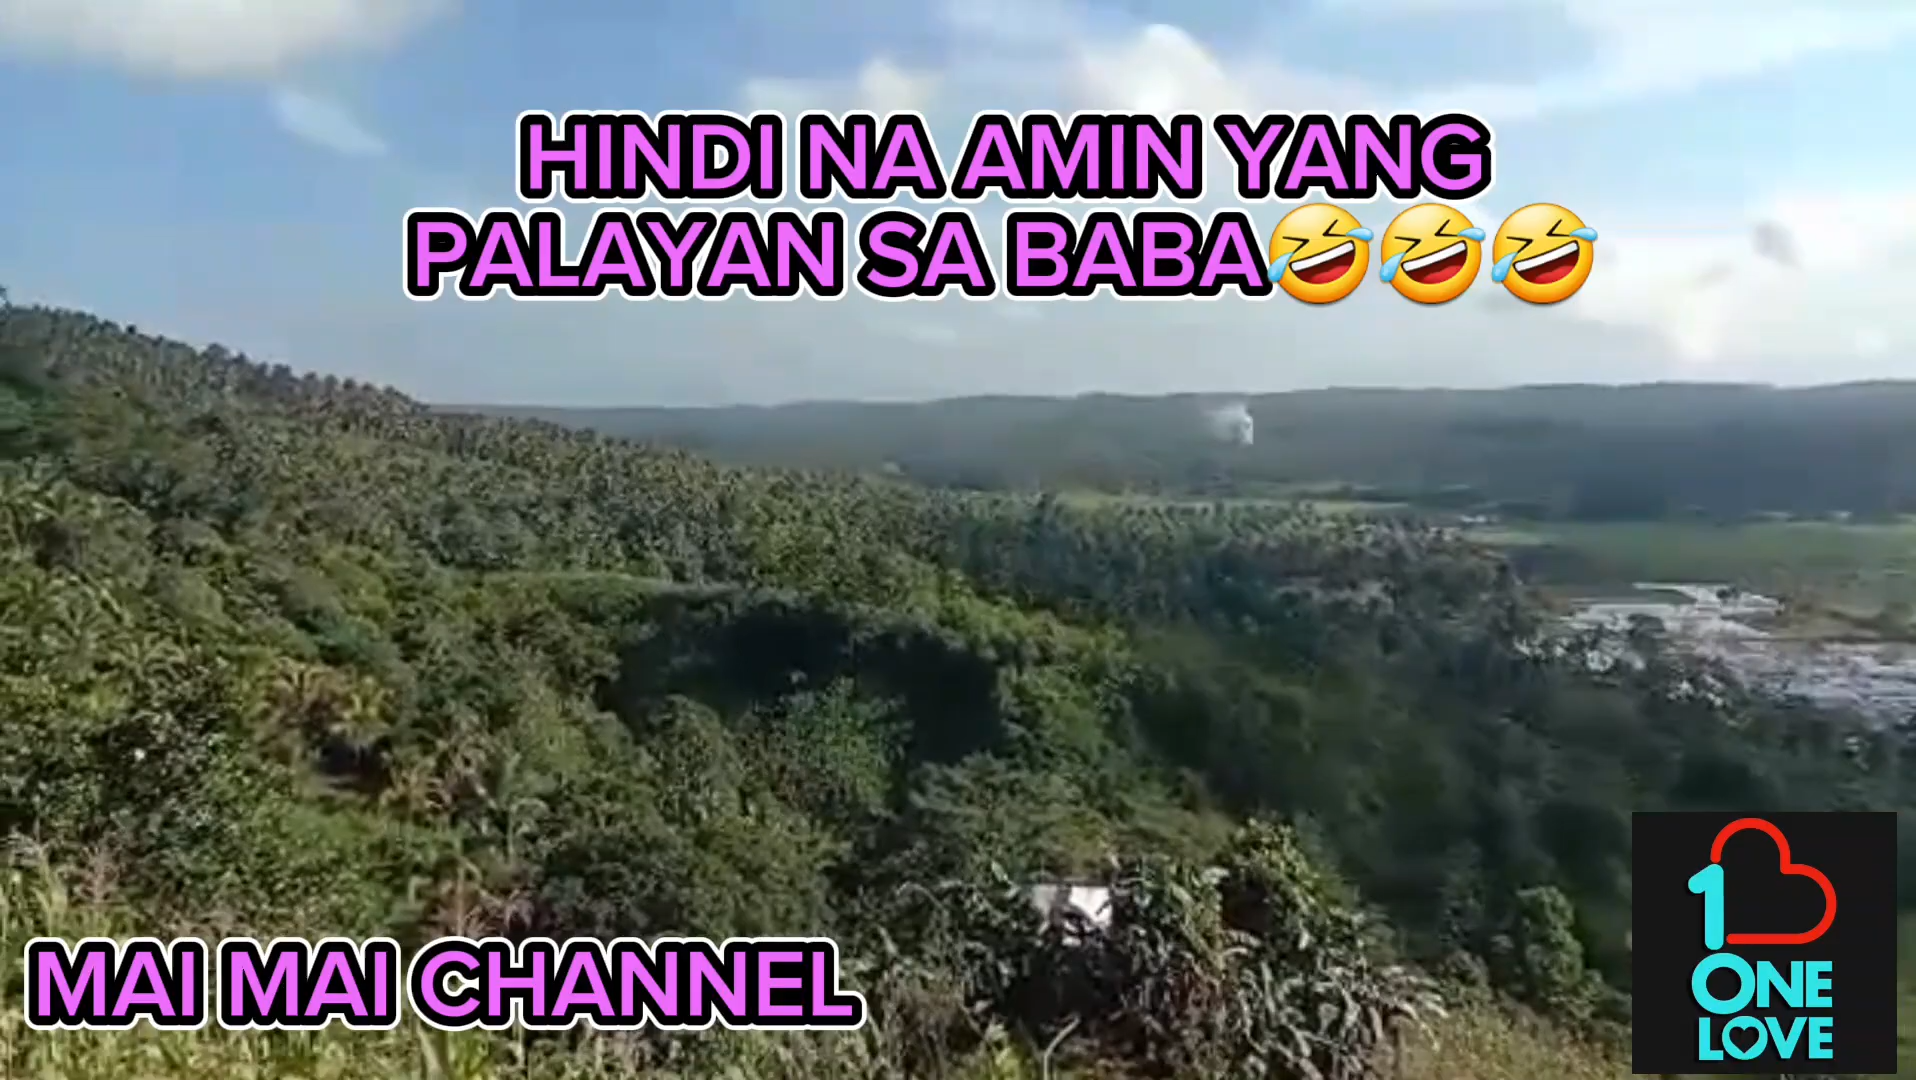 HINDI NA AMIN YANG
PALAYAN SA BABA🤣🤣🤣
MAI MAI CHANNEL
1
ONE
LOVE